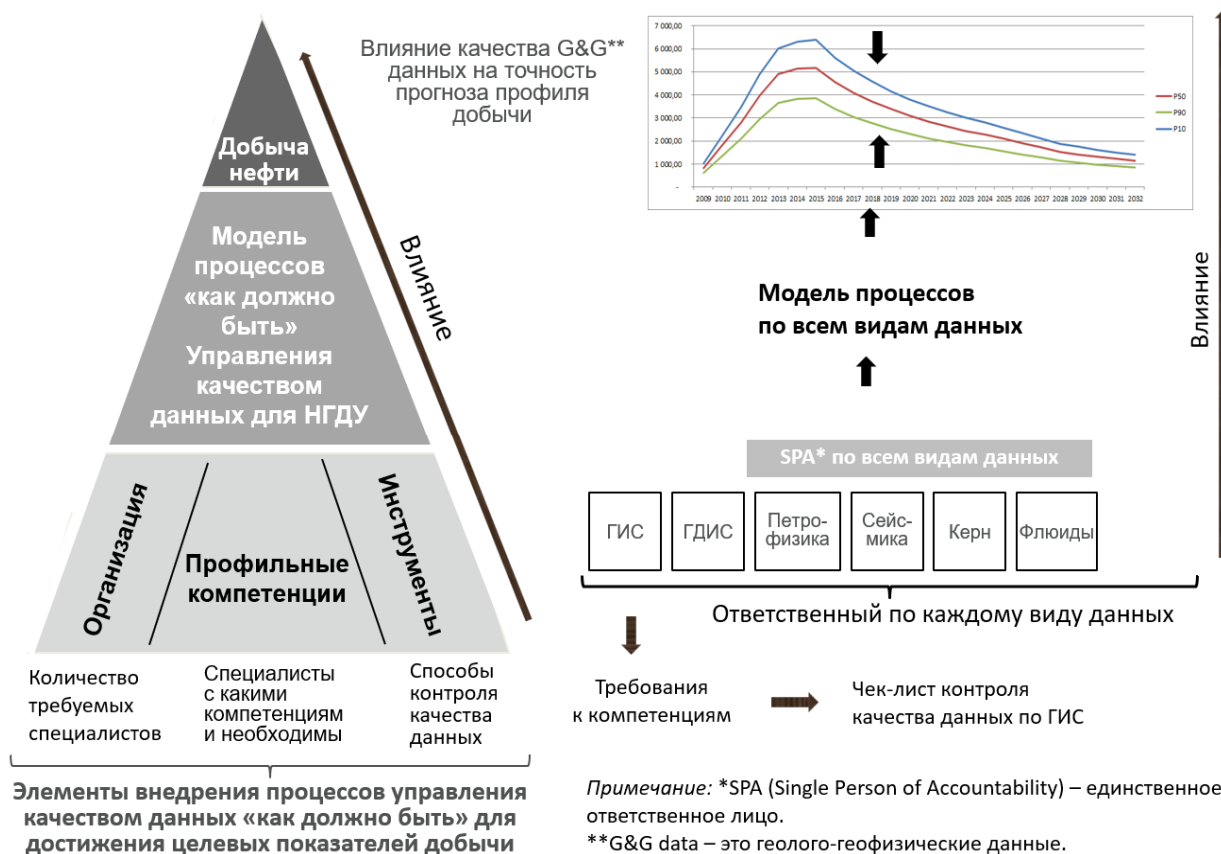 Добыча
нефти
Модель
процессов
«как должно
быть»
Управления
качеством
данных для НГДУ
Организация
Профильные
компетенции
Инструменты
Влияние
Влияние качества G&G**
данных на точность
прогноза профиля
добычи
Количество
требуемых
специалистов
Специалисты
с какими
компетенциям
и необходимы
Способы
контроля
качества
данных
Элементы внедрения процессов управления
качеством данных «как должно быть» для
достижения целевых показателей добычи
7 000,00
6 000,00
5 000,00
4 000,00
3 000,00
2 000,00
1 000,00
-
2009 2010 2011 2012 2013 2014 2015 2016 2017 2018 2019 2020 2021 2022 2023 2024 2025 2026 2027 2028 2029 2030 2031 2032
P50
P90
P10
Модель процессов
по всем видам данных
Влияние
SPA* по всем видам данных
ГИС
ГДИС
Петро-
физика
Сейс-
мика
Керн
Флюиды
Ответственный по каждому виду данных
Требования
к компетенциям
Чек-лист контроля
качества данных по ГИС
Примечание: *SPA (Single Person of Accountability) – единственное
ответственное лицо.
**G&G data – это геолого-геофизические данные.